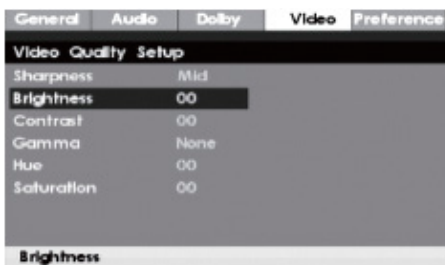 General Audio Dolby Video Preference
Video Quality Setup
Sharpness Mid
Brightness 00
Contrast 00
Gamma None
Hue 00
Saturation 00
Brightness